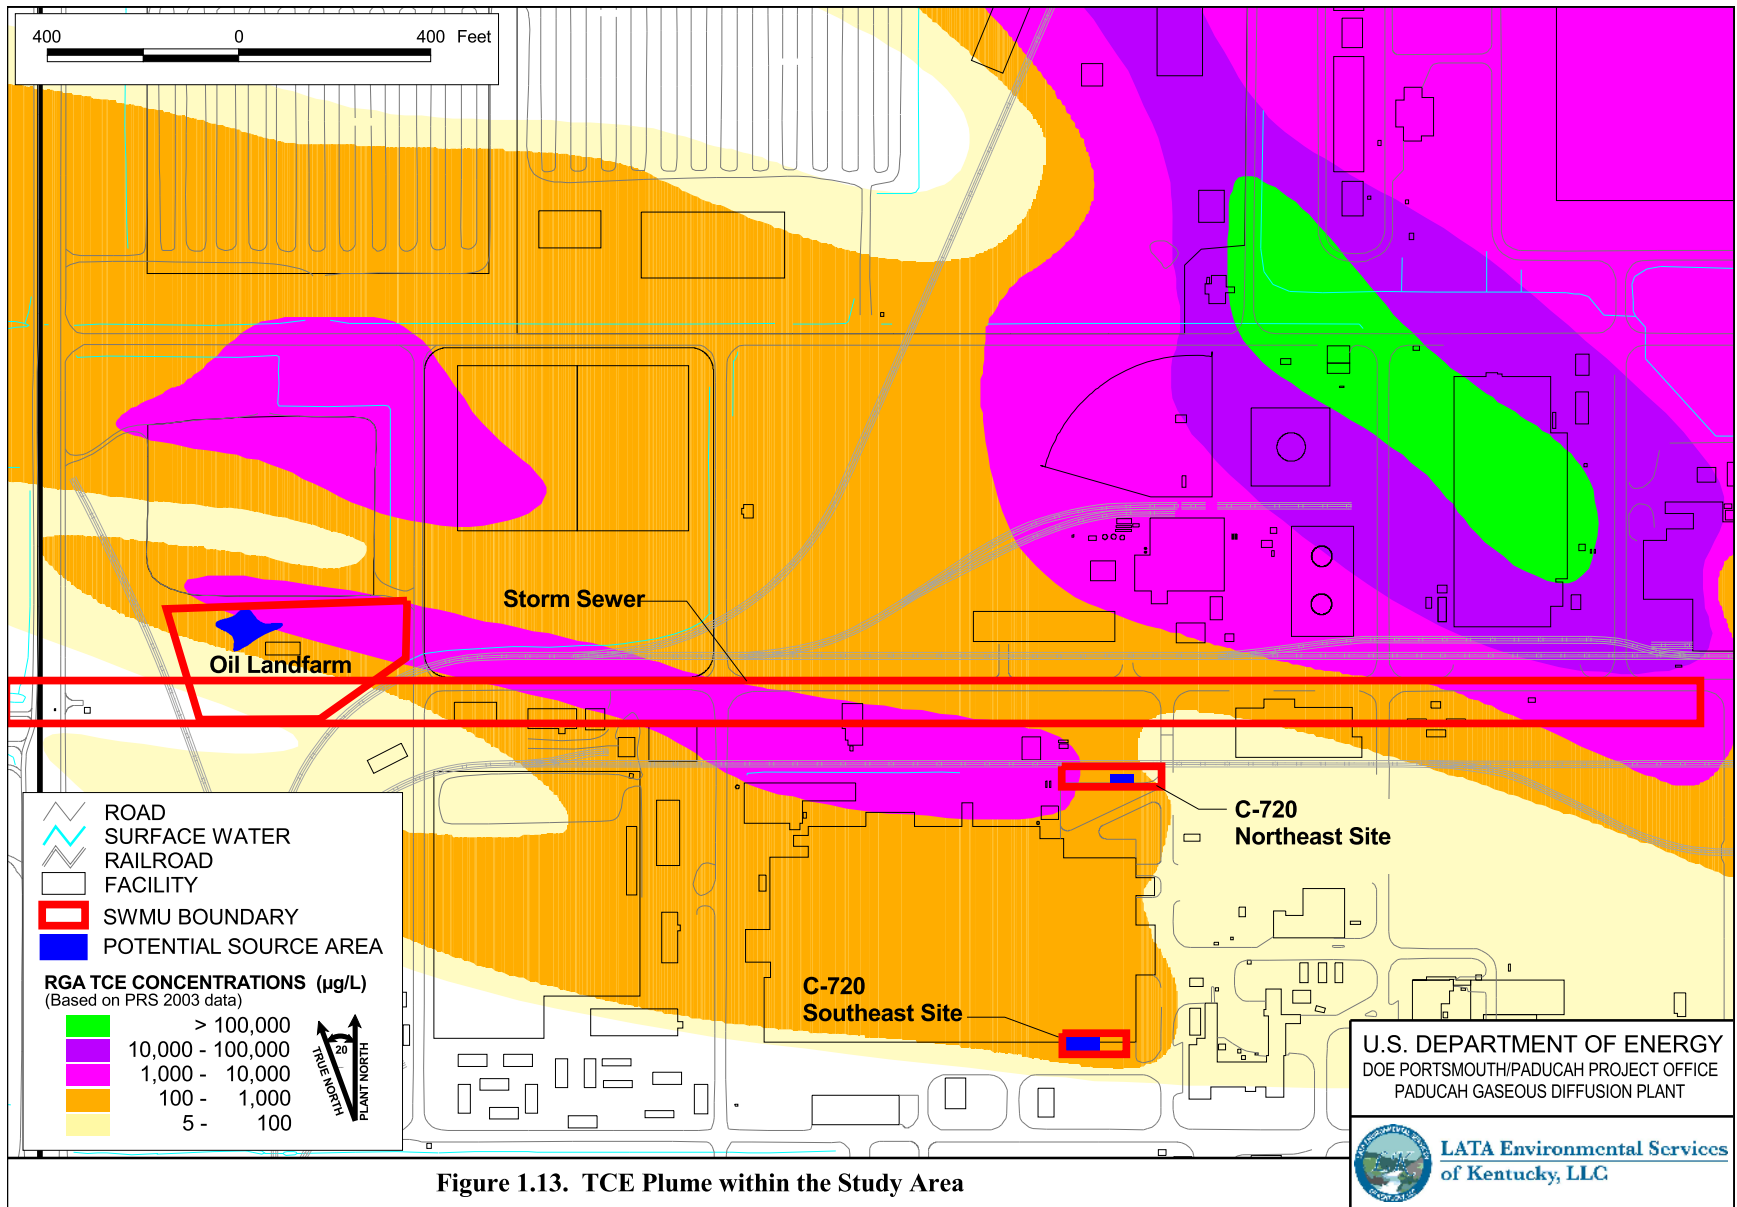 400 0 400 Feet
Storm Sewer
Oil Landfarm
C-720
Northeast Site
C-720
Southeast Site
ROAD
SURFACE WATER
RAILROAD
FACILITY
SWMU BOUNDARY
POTENTIAL SOURCE AREA
RGA TCE CONCENTRATIONS (µg/L)
(Based on PRS 2003 data)
> 100,000
10,000 - 100,000
1,000 - 10,000
100 - 1,000
5 - 100
20
TRUE NORTH
PLANT NORTH
U.S. DEPARTMENT OF ENERGY
DOE PORTSMOUTH/PADUCAH PROJECT OFFICE
PADUCAH GASEOUS DIFFUSION PLANT
LATA Environmental Services
of Kentucky, LLC
Figure 1.13. TCE Plume within the Study Area